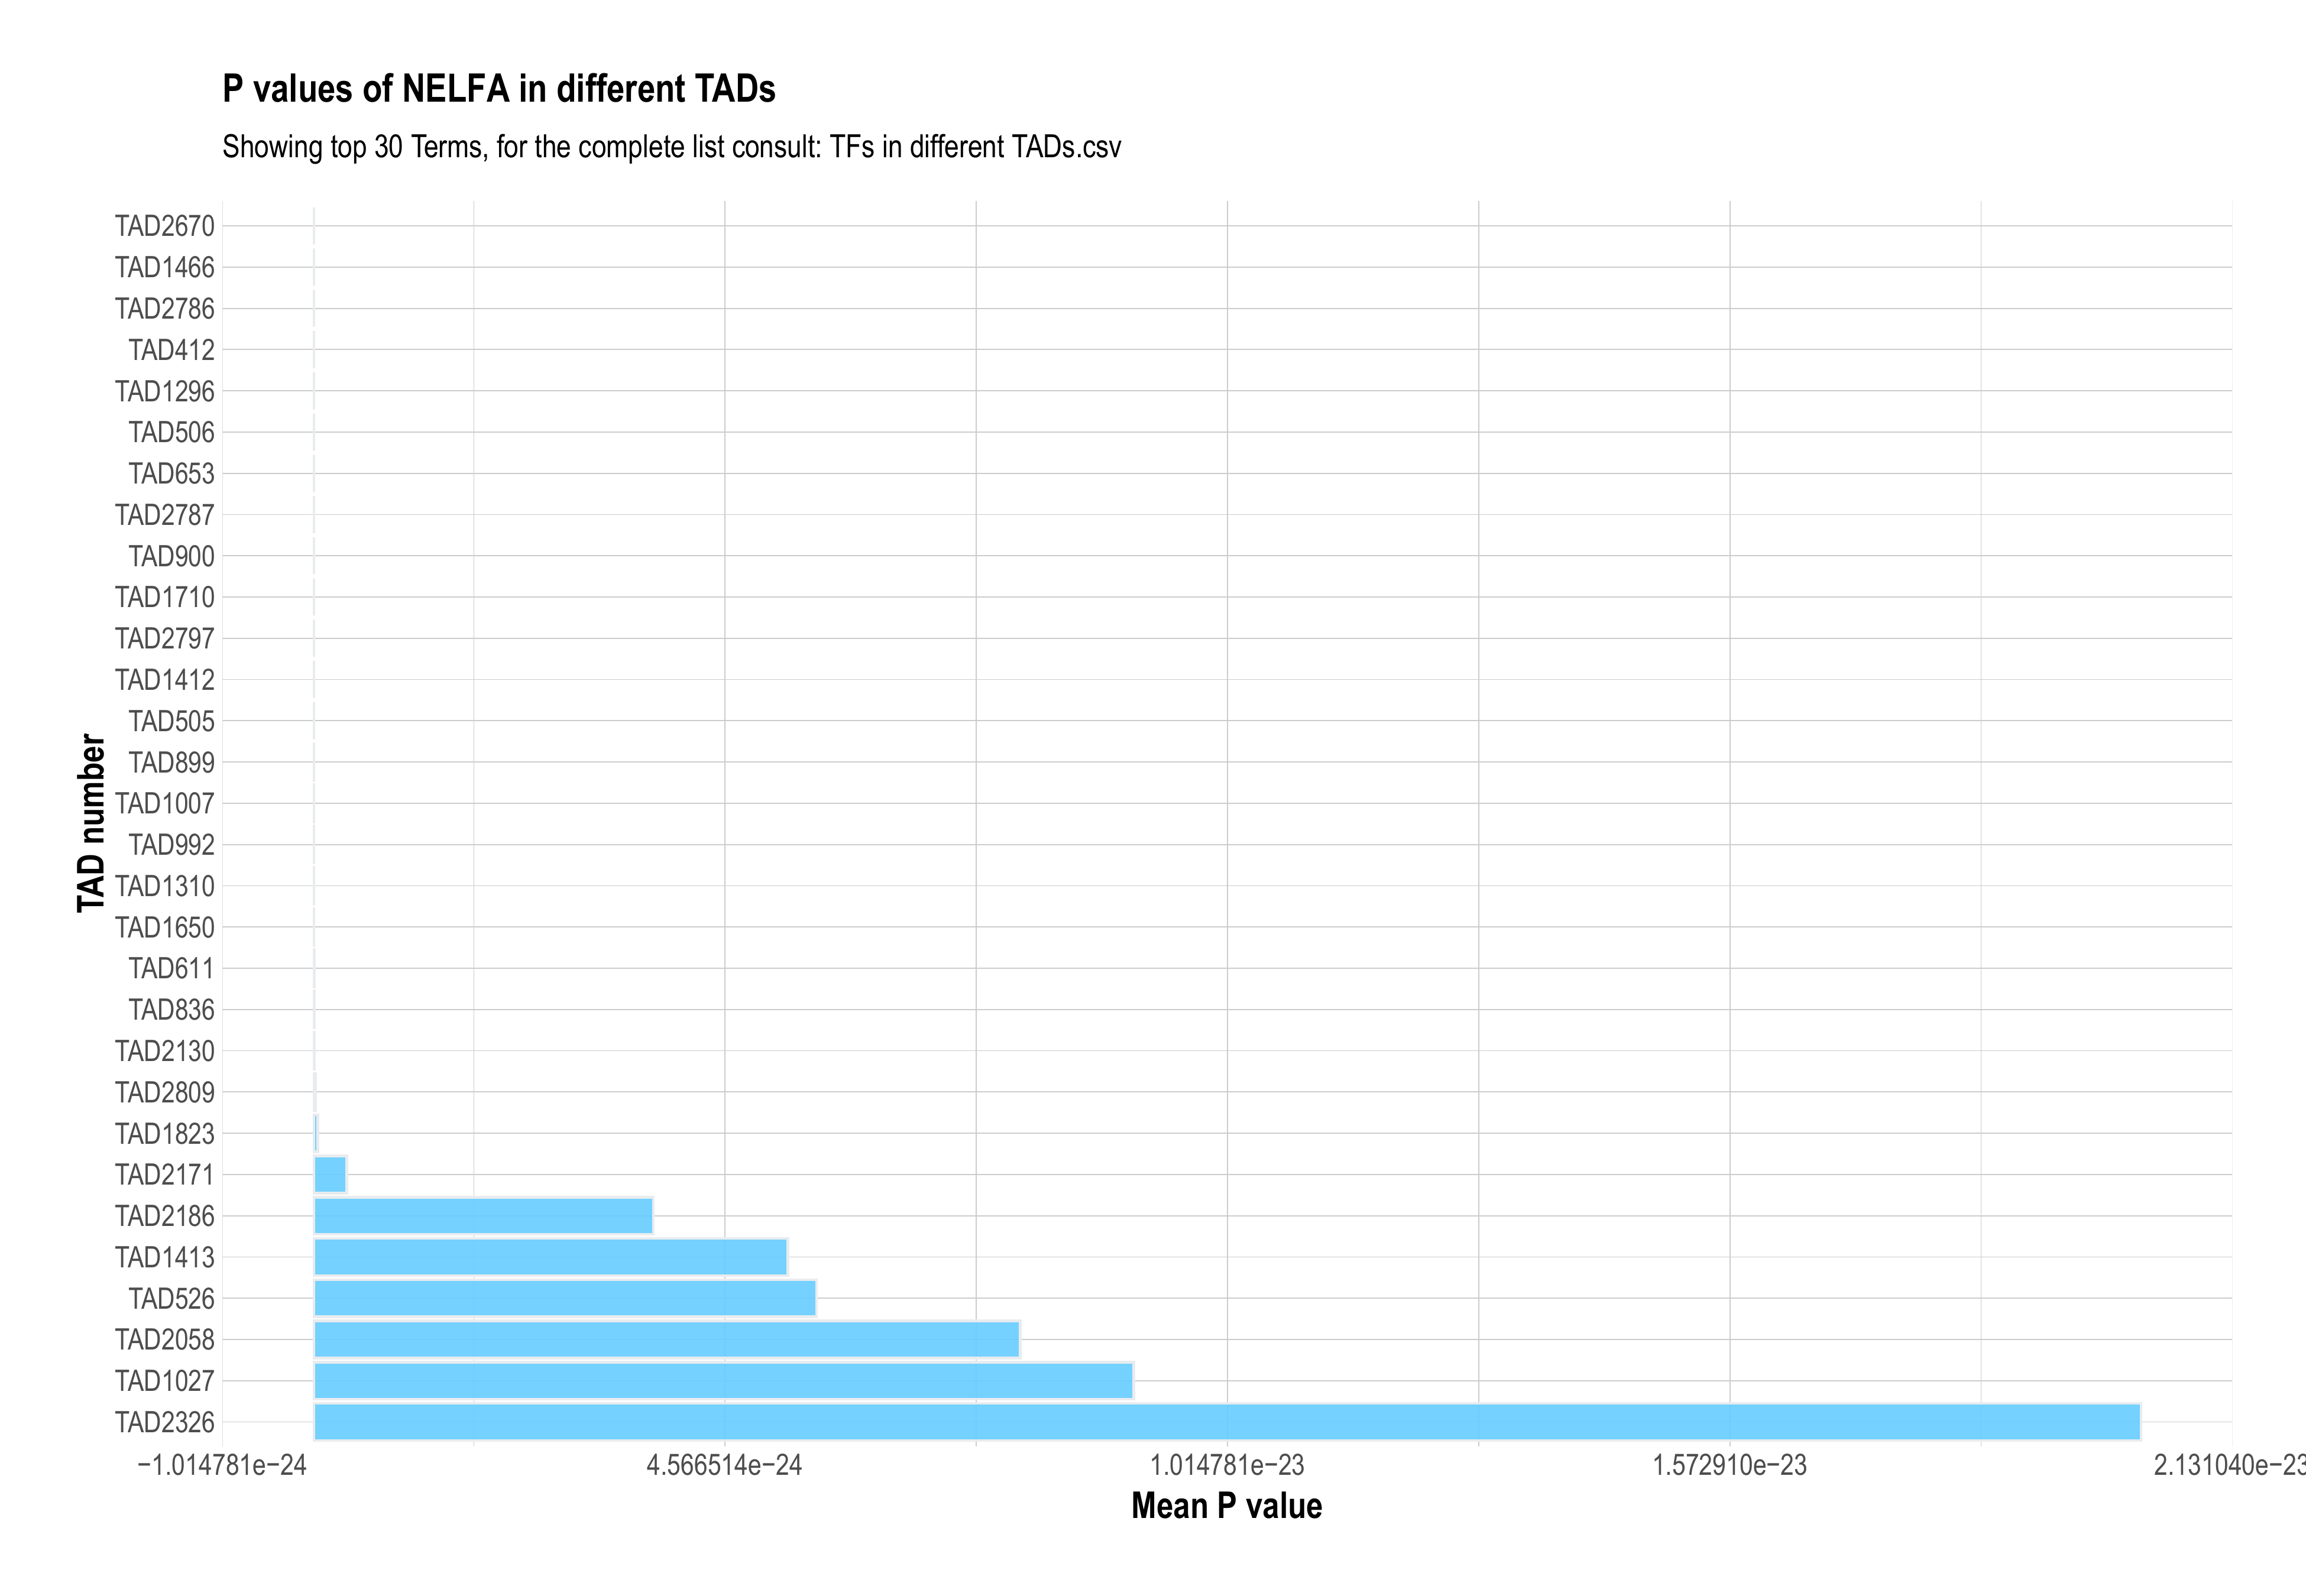 P values of NELFA in different TADs
Showing top 30 Terms, for the complete list consult: TFs in different TADs.csv
TAD number
TAD2670
TAD1466
TAD2786
TAD412
TAD1296
TAD506
TAD653
TAD2787
TAD900
TAD1710
TAD2797
TAD1412
TAD505
TAD899
TAD1007
TAD992
TAD1310
TAD1650
TAD611
TAD836
TAD2130
TAD2809
TAD1823
TAD2171
TAD2186
TAD1413
TAD526
TAD2058
TAD1027
TAD2326
−1.014781e−24 4.566514e−24 1.014781e−23 1.572910e−23 2.131040e−23
Mean P value